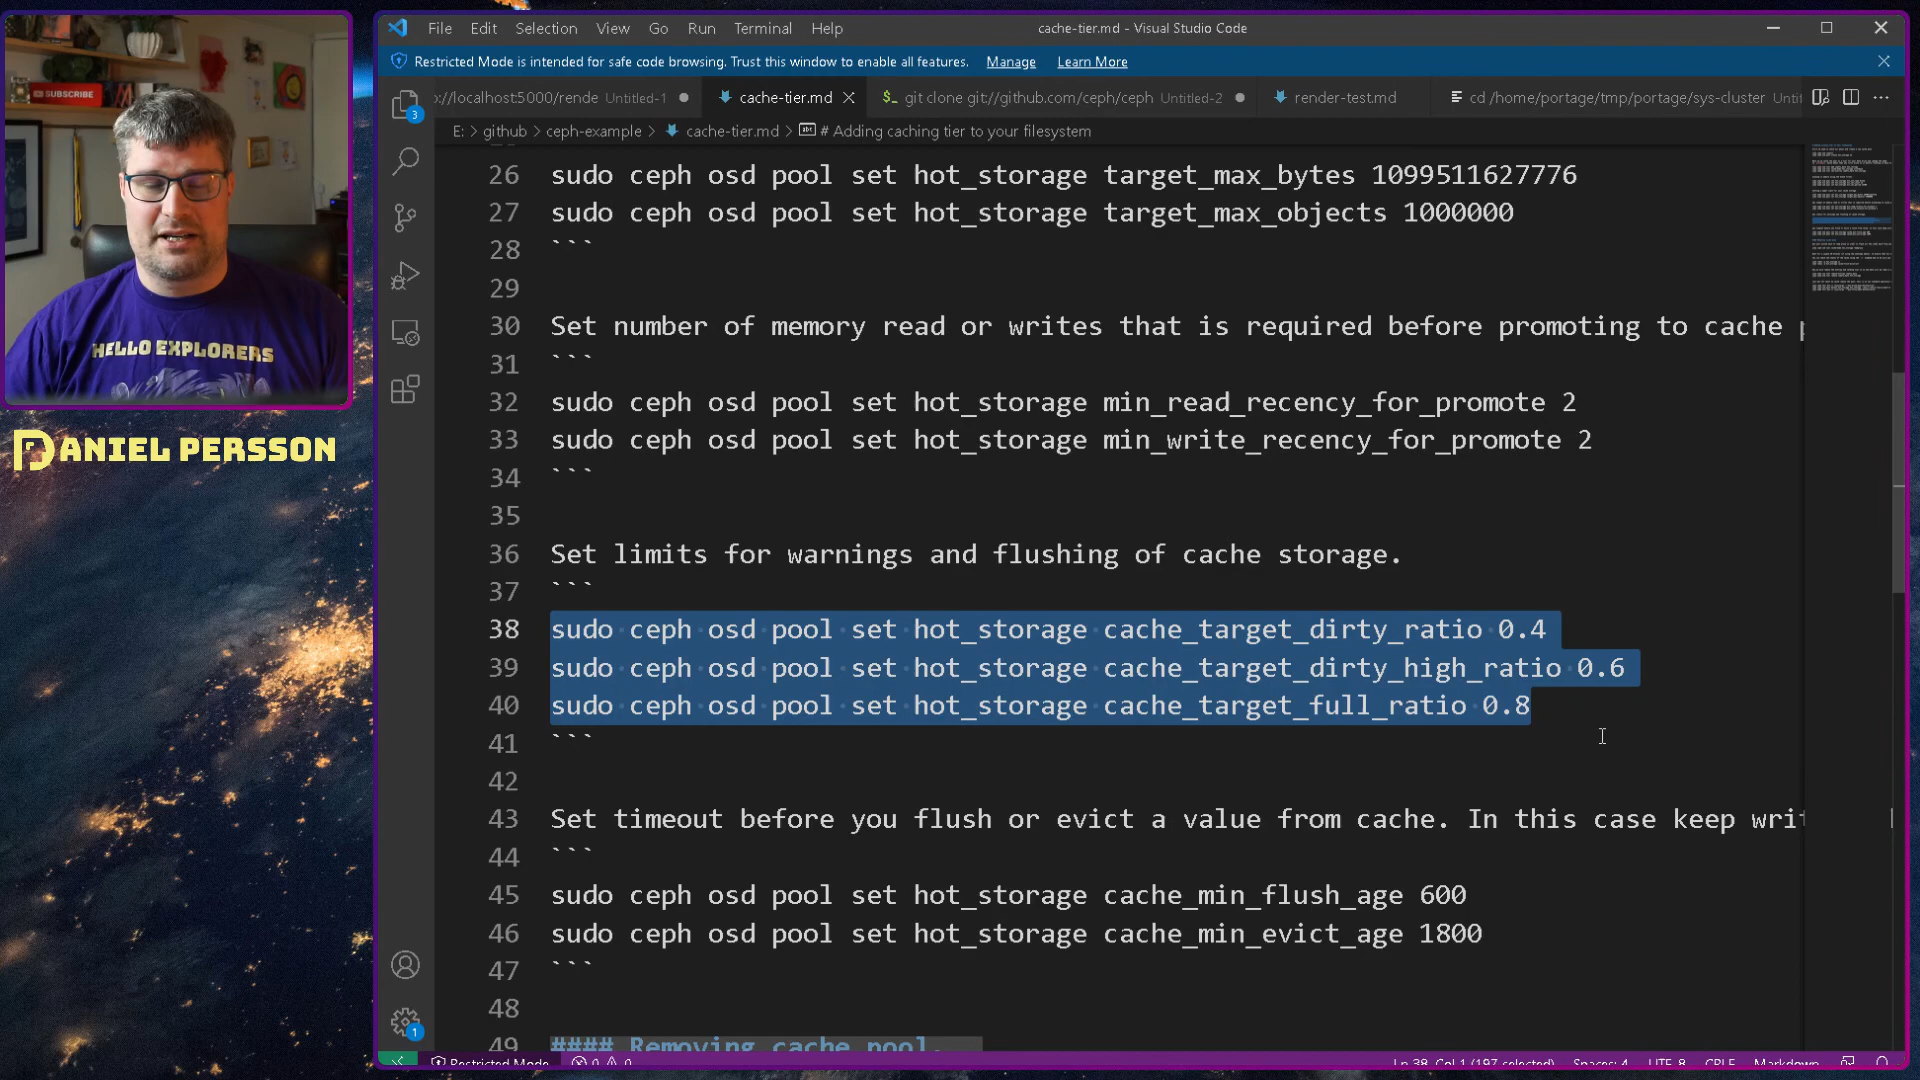 SUBSCRIBE
HELLO EXPLORERS
DANIEL PERSSON
File Edit Selection View Go Run Terminal Help
cache-tier.md - Visual Studio Code
Restricted Mode is intended for safe code browsing. Trust this window to enable all features. Manage Learn More
://localhost:5000/rende Untitled-1
cache-tier.md
git clone git://github.com/ceph/ceph Untitled-2
render-test.md
cd /home/portage/tmp/portage/sys-cluster
E: > github > ceph-example > cache-tier.md > # Adding caching tier to your filesystem
3
26 sudo ceph osd pool set hot_storage target_max_bytes 1099511627776
27 sudo ceph osd pool set hot_storage target_max_objects 1000000
28 ```
29
30 Set number of memory read or writes that is required before promoting to cache
31 ```
32 sudo ceph osd pool set hot_storage min_read_recency_for_promote 2
33 sudo ceph osd pool set hot_storage min_write_recency_for_promote 2
34 ```
35
36 Set limits for warnings and flushing of cache storage.
37 ```
38 sudo ceph osd pool set hot_storage cache_target_dirty_ratio 0.4
39 sudo ceph osd pool set hot_storage cache_target_dirty_high_ratio 0.6
40 sudo ceph osd pool set hot_storage cache_target_full_ratio 0.8
41 ```
42
43 Set timeout before you flush or evict a value from cache. In this case keep writ
44 ```
45 sudo ceph osd pool set hot_storage cache_min_flush_age 600
46 sudo ceph osd pool set hot_storage cache_min_evict_age 1800
47 ```
48
49 #### Removing cache pool.
1
Restricted Mode 0 0 Ln 38, Col 1 (197 selected) Spaces: 4 UTF-8 CRLF Markdown